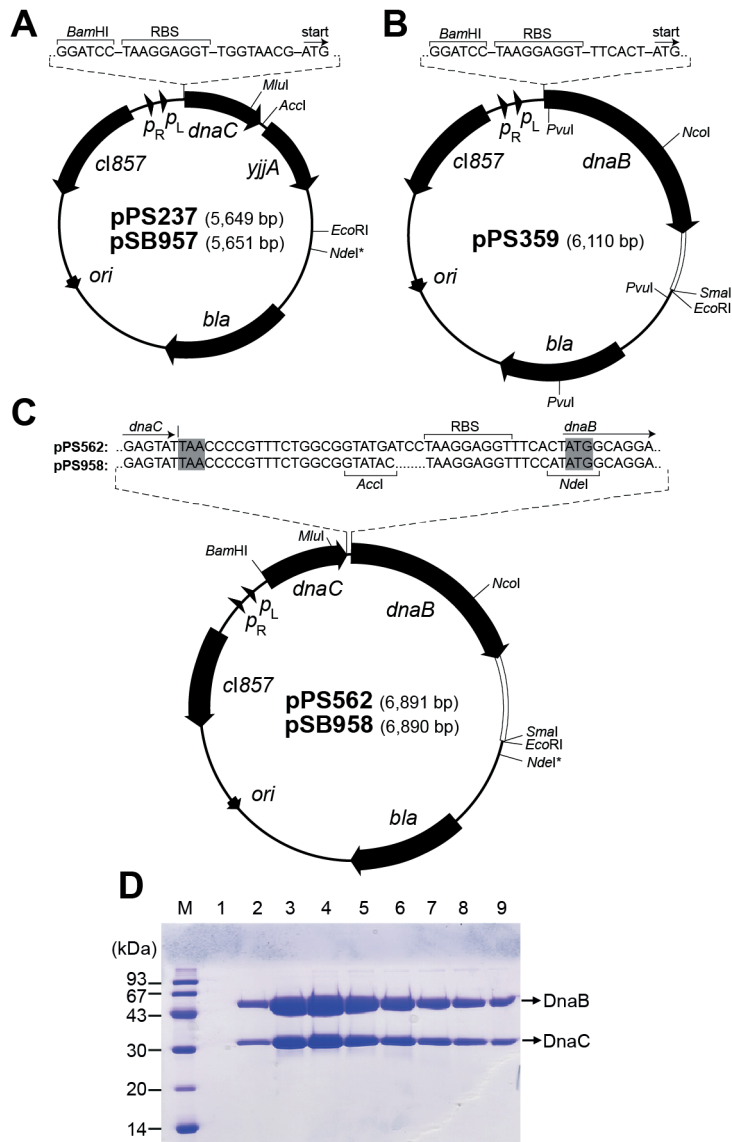 A
BamHI RBS start
..GGATCC–TAAGGAGGT–TGGTAACG–ATG..
MluI
AccI
pR pL dnaC
yjjA
cI857
pPS237 (5,649 bp)
pSB957 (5,651 bp)
EcoRI
NdeI*
ori
bla
B
BamHI RBS start
..GGATCC–TAAGGAGGT–TTCACT–ATG..
pR pL
PvuI
NcoI
dnaB
cI857
pPS359 (6,110 bp)
ori
PvuI
SmaI
EcoRI
bla
PvuI
C
dnaC RBS dnaB
pPS562: ..GAGTATTAACCCCGTTTCTGGCGGTATGATCCTAAGGAGGTTTCACTATGGCAGGA..
pPS958: ..GAGTATTAACCCCGTTTCTGGCGGTATAC........TAAGGAGGTTTCCATATGGCAGGA..
AccI NdeI
MluI
BamHI
dnaC
NcoI
dnaB
pL
pR
cI857
pPS562 (6,891 bp)
pSB958 (6,890 bp)
SmaI
EcoRI
NdeI*
ori
bla
D
M 1 2 3 4 5 6 7 8 9
(kDa)
93
67
43
30
20
14
DnaB
DnaC